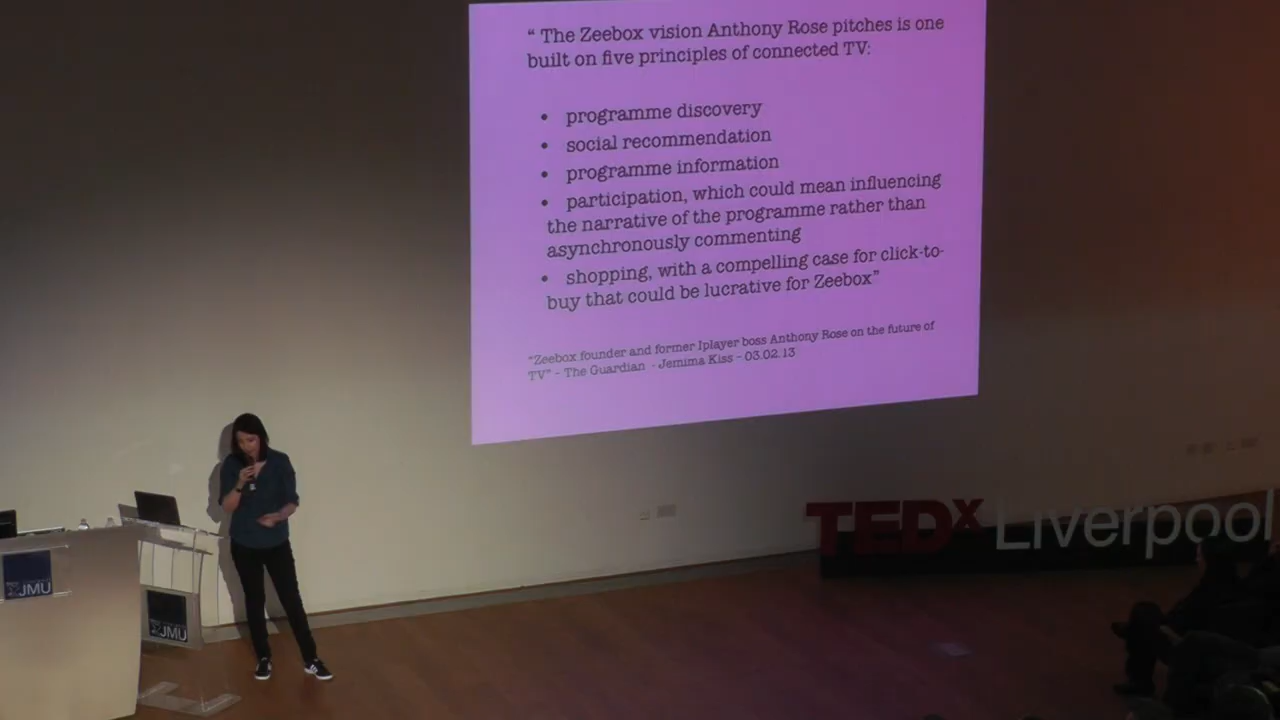 “ The Zeebox vision Anthony Rose pitches is one
built on five principles of connected TV:
• programme discovery
• social recommendation
• programme information
• participation, which could mean influencing
the narrative of the programme rather than
asynchronously commenting
• shopping, with a compelling case for click-to-
buy that could be lucrative for Zeebox”
“Zeebox founder and former Iplayer boss Anthony Rose on the future of
TV” – The Guardian - Jemima Kiss – 03.02.13
TEDx Liverpool
JMU
JMU